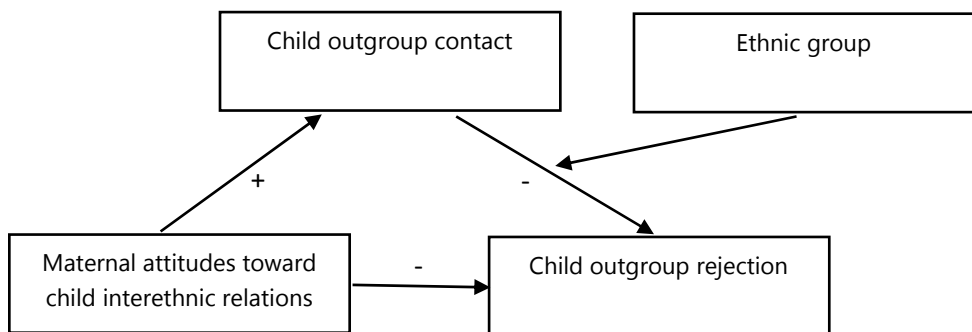 Child outgroup contact
Ethnic group
+
-
Maternal attitudes toward
child interethnic relations
-
Child outgroup rejection